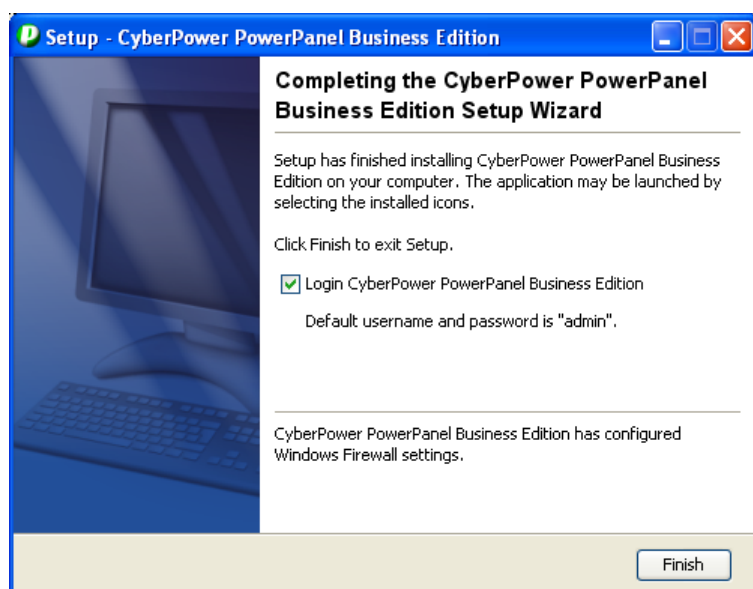 Setup - CyberPower PowerPanel Business Edition
Completing the CyberPower PowerPanel
Business Edition Setup Wizard
Setup has finished installing CyberPower PowerPanel Business
Edition on your computer. The application may be launched by
selecting the installed icons.
Click Finish to exit Setup.
Login CyberPower PowerPanel Business Edition
Default username and password is "admin".
CyberPower PowerPanel Business Edition has configured
Windows Firewall settings.
Finish